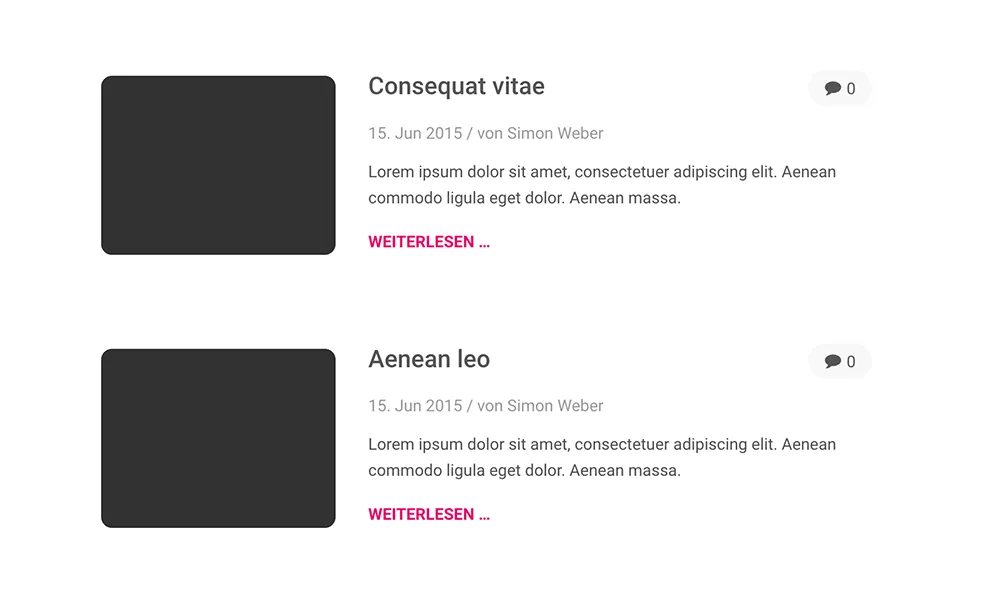 Consequat vitae
0
15. Jun 2015 / von Simon Weber
Lorem ipsum dolor sit amet, consectetuer adipiscing elit. Aenean
commodo ligula eget dolor. Aenean massa.
WEITERLESEN ...
Aenean leo
0
15. Jun 2015 / von Simon Weber
Lorem ipsum dolor sit amet, consectetuer adipiscing elit. Aenean
commodo ligula eget dolor. Aenean massa.
WEITERLESEN ...